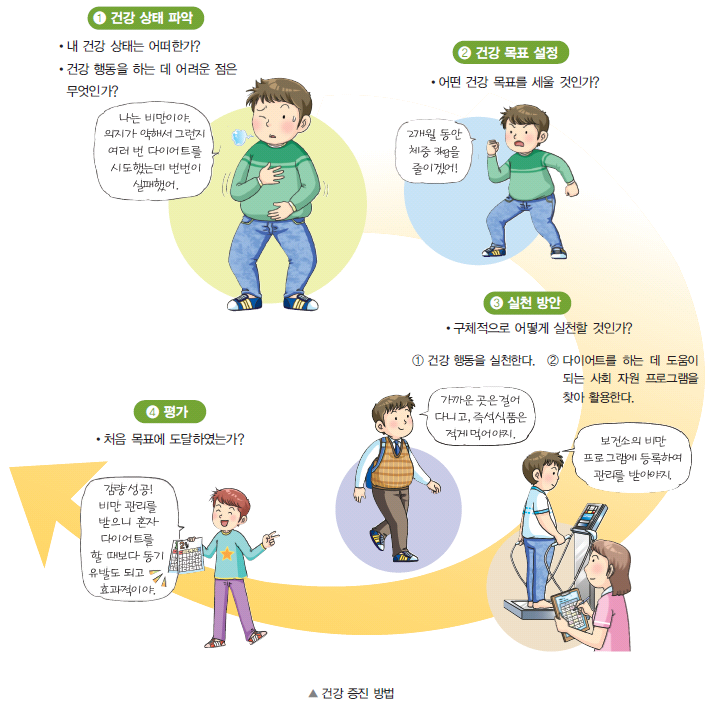 ① 건강 상태 파악
• 내 건강 상태는 어떠한가?
• 건강 행동을 하는 데 어려운 점은
무엇인가?
나는 비만이야.
의지가 약해서 그런지
여러 번 다이어트를
시도했는데 번번이
실패했어.
② 건강 목표 설정
• 어떤 건강 목표를 세울 것인가?
2개월 동안
체중 3kg을
줄이겠어!
③ 실천 방안
• 구체적으로 어떻게 실천할 것인가?
① 건강 행동을 실천한다.
② 다이어트를 하는 데 도움이
되는 사회 자원 프로그램을
찾아 활용한다.
가까운 곳은 걸어
다니고, 즉석식품은
적게 먹어야지.
보건소의 비만
프로그램에 등록하여
관리를 받아야지.
④ 평가
• 처음 목표에 도달하였는가?
감량 성공!
비만 관리를
받으니 혼자
다이어트를
할 때보다 동기
유발도 되고
효과적이야.
▲ 건강 증진 방법